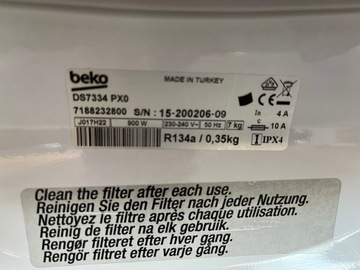 beko
MADE IN TURKEY
DS7334 PX0
7188232800 S/N : 15-200206-09
J017H22 900 W 230-240 V~ 50 Hz 7 kg
In 4 A
c 10 A
R134a / 0,35kg IPX4
Clean the filter after each use.
Reinigen Sie den Filter nach jeder Nutzung.
Nettoyez le filtre après chaque utilisation.
Reinig de filter na elk gebruik.
Rengør filteret efter hver gang.
Rengjör filtret efter varje gång.